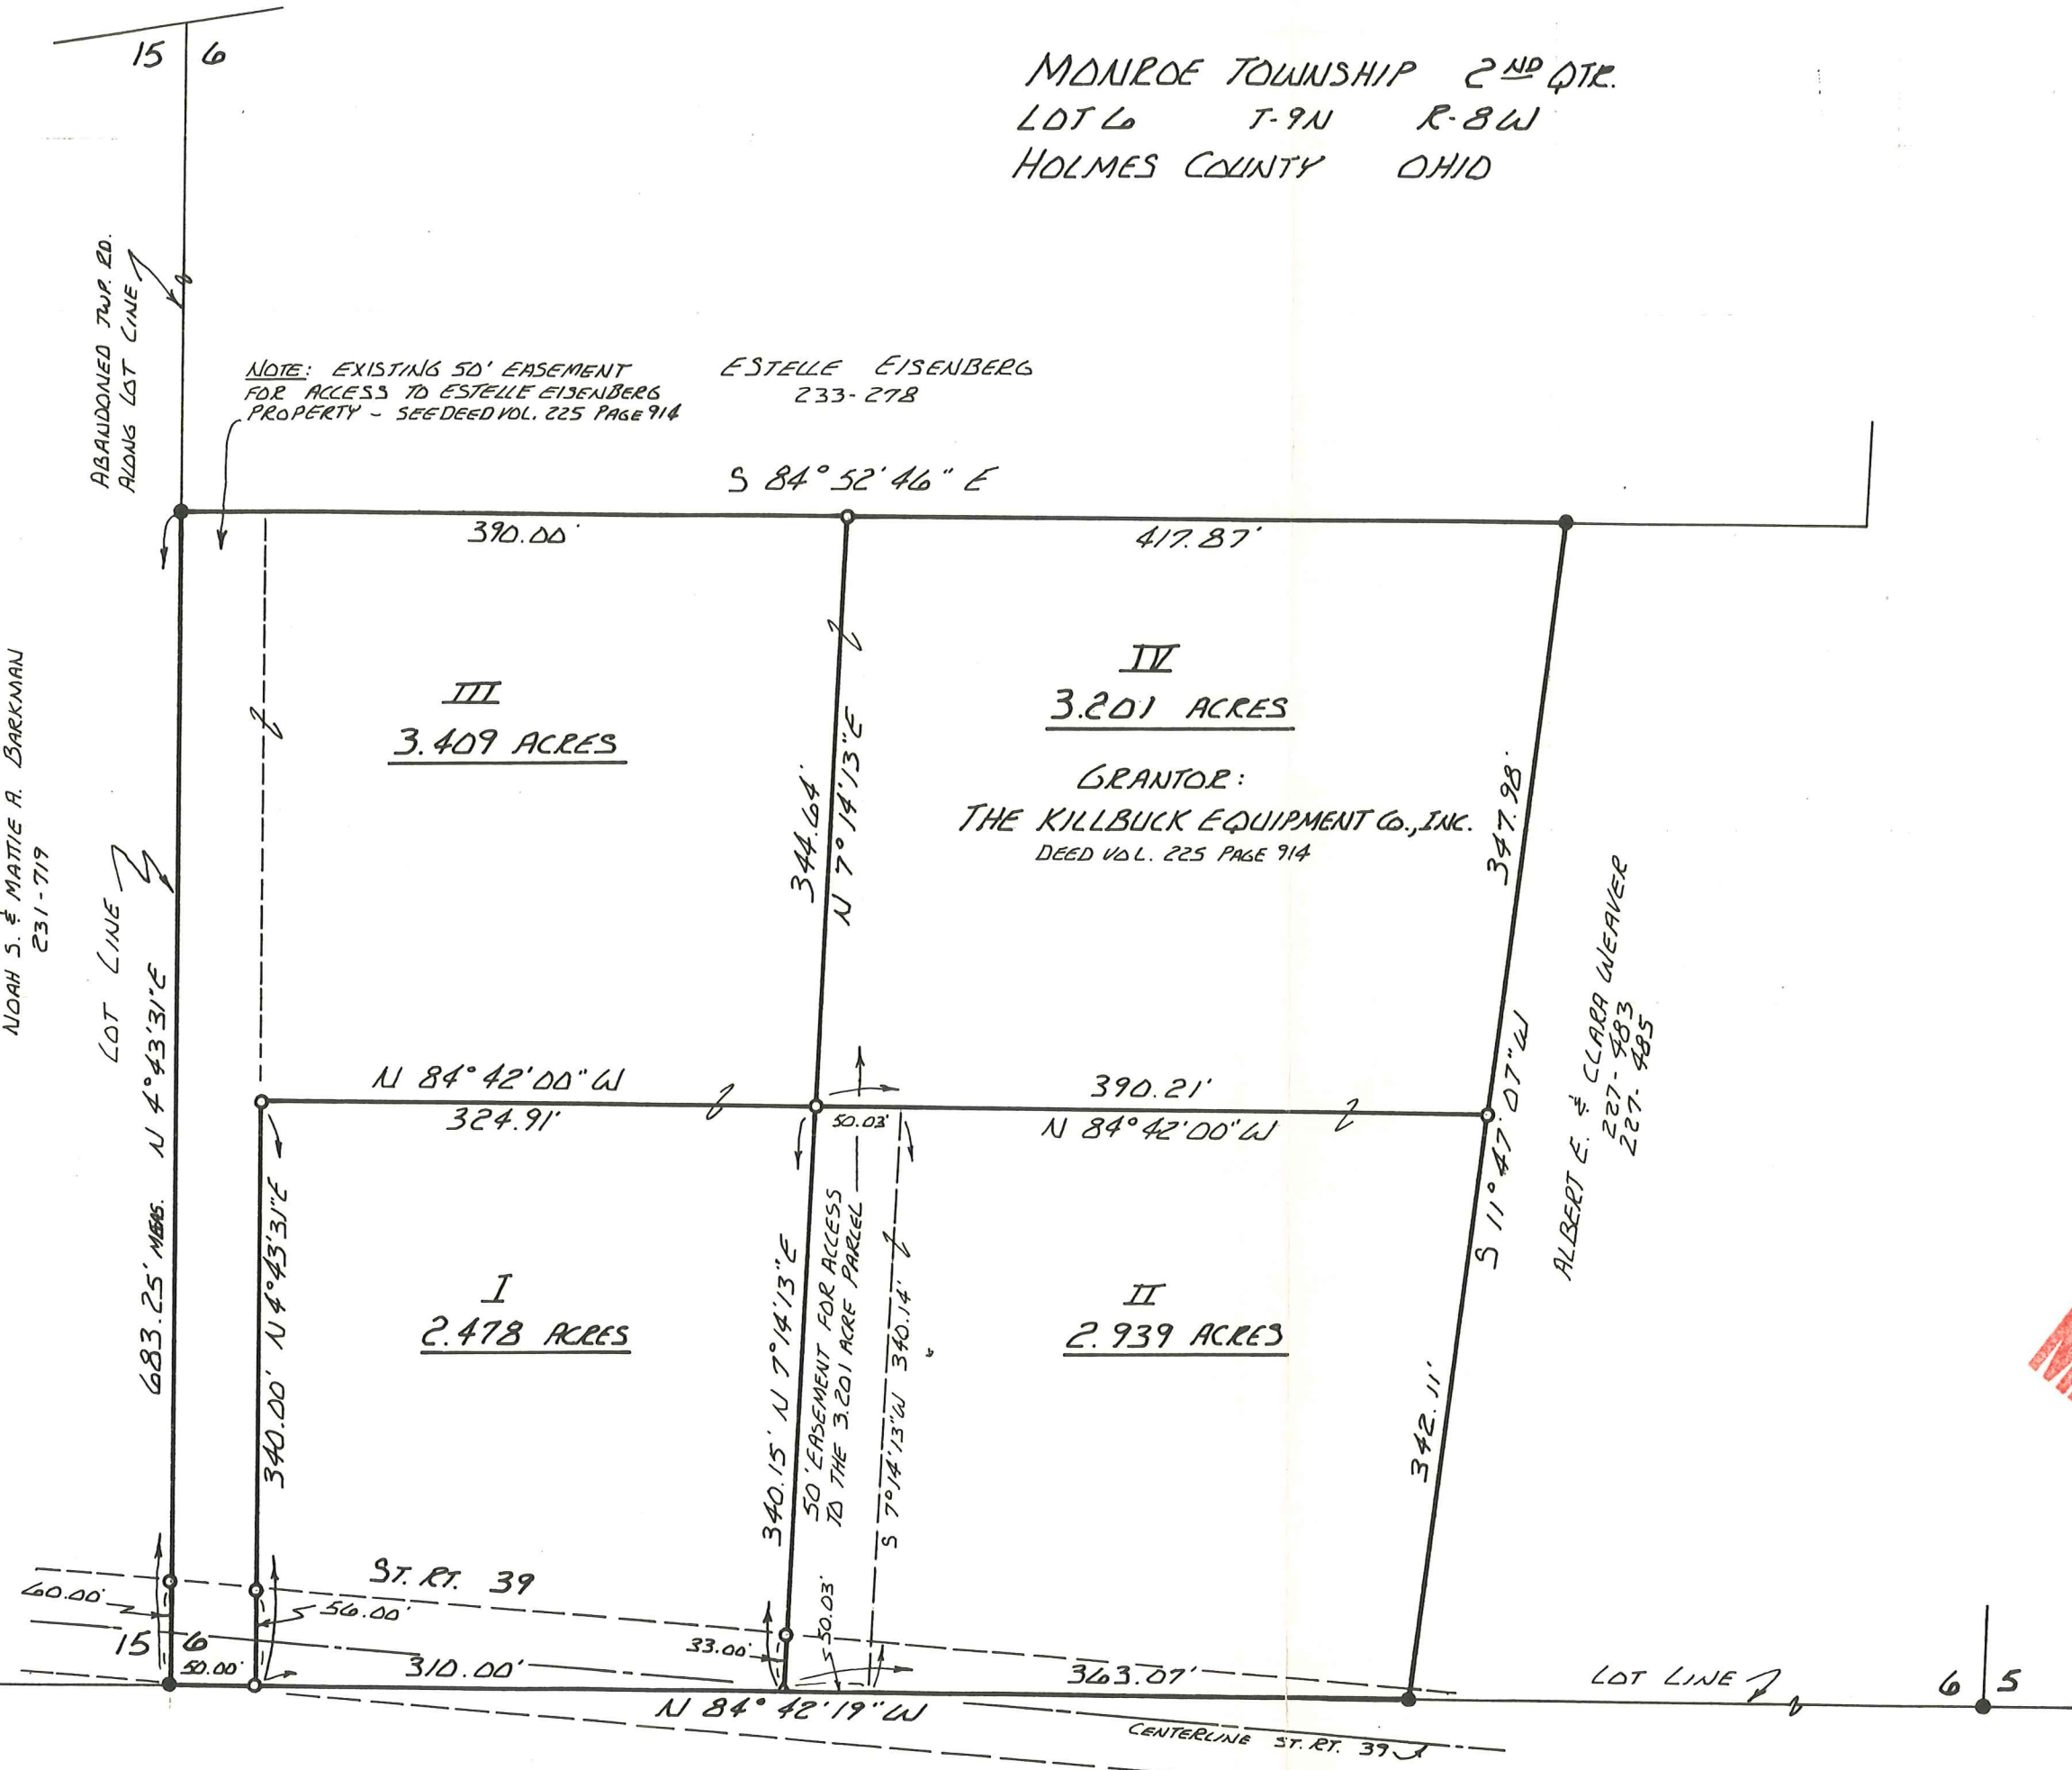 15 6
MONROE TOWNSHIP 2ND QTR.
LOT 6 T-9N R-8W
HOLMES COUNTY OHIO
ABANDONED TWP. RD.
ALONG LOT LINE
NOTE: EXISTING 50' EASEMENT
FOR ACCESS TO ESTELLE EISENBERG
PROPERTY - SEE DEED VOL. 225 PAGE 914
ESTELLE EISENBERG
233-278
S 84° 52' 46" E
390.00'
417.87'
III
3.409 ACRES
IV
3.201 ACRES
GRANTOR:
THE KILLBUCK EQUIPMENT CO., INC.
DEED VOL. 225 PAGE 914
344.64'
N 7° 14' 13" E
347.98'
NOAH S. & MATTIE A. BARKMAN
231-719
LOT LINE
683.25' MEAS. N 4° 43' 31" E
ALBERT E. & CLARA WEAVER
227-483
227-485
N 84° 42' 00" W
324.91'
390.21'
50.03'
N 84° 42' 00" W
S 11° 47' 07" W
340.00' N 4° 43' 31" E
I
2.478 ACRES
340.15' N 7° 14' 13" E
50' EASEMENT FOR ACCESS
TO THE 3.201 ACRE PARCEL
S 7° 14' 13" W 340.14'
II
2.939 ACRES
342.11'
ST. RT. 39
60.00'
56.00'
15 6
50.00'
310.00'
33.00'
50.03'
363.07'
N 84° 42' 19" W
LOT LINE
6 5
CENTERLINE ST. RT. 39